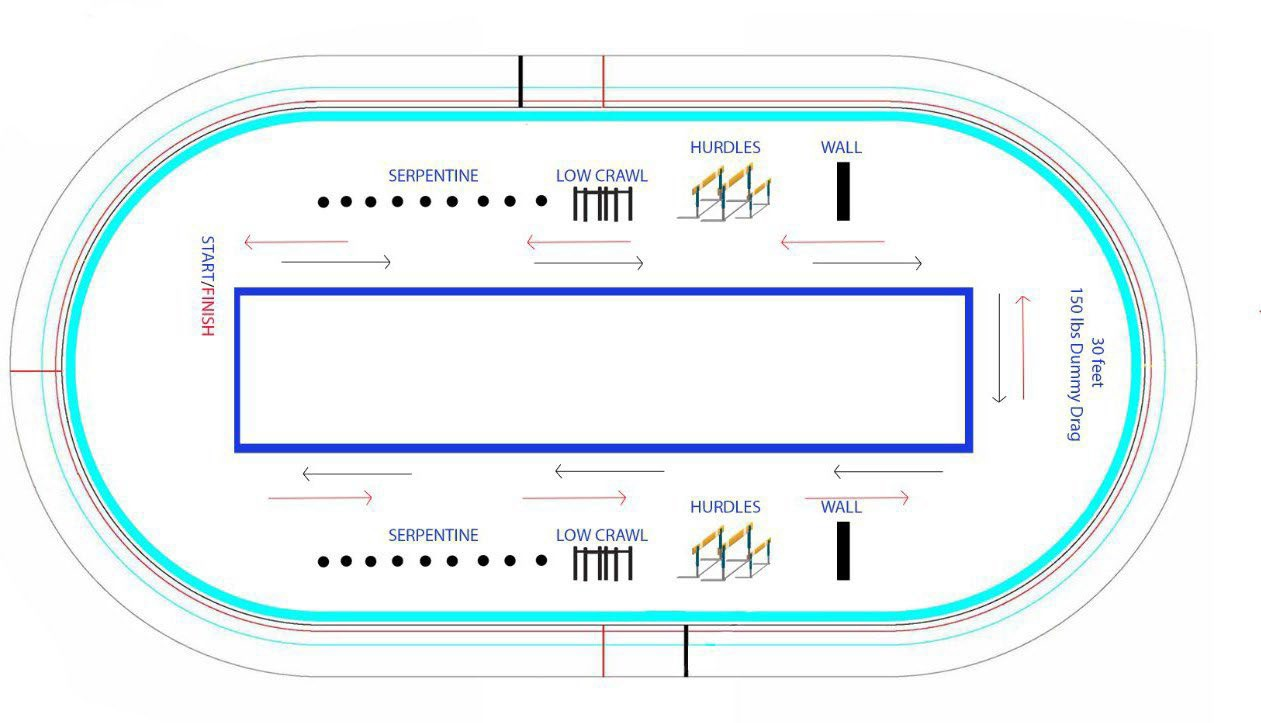 HURDLES
WALL
SERPENTINE
LOW CRAWL
START/FINISH
30 feet
150 lbs Dummy Drag
HURDLES
WALL
SERPENTINE
LOW CRAWL